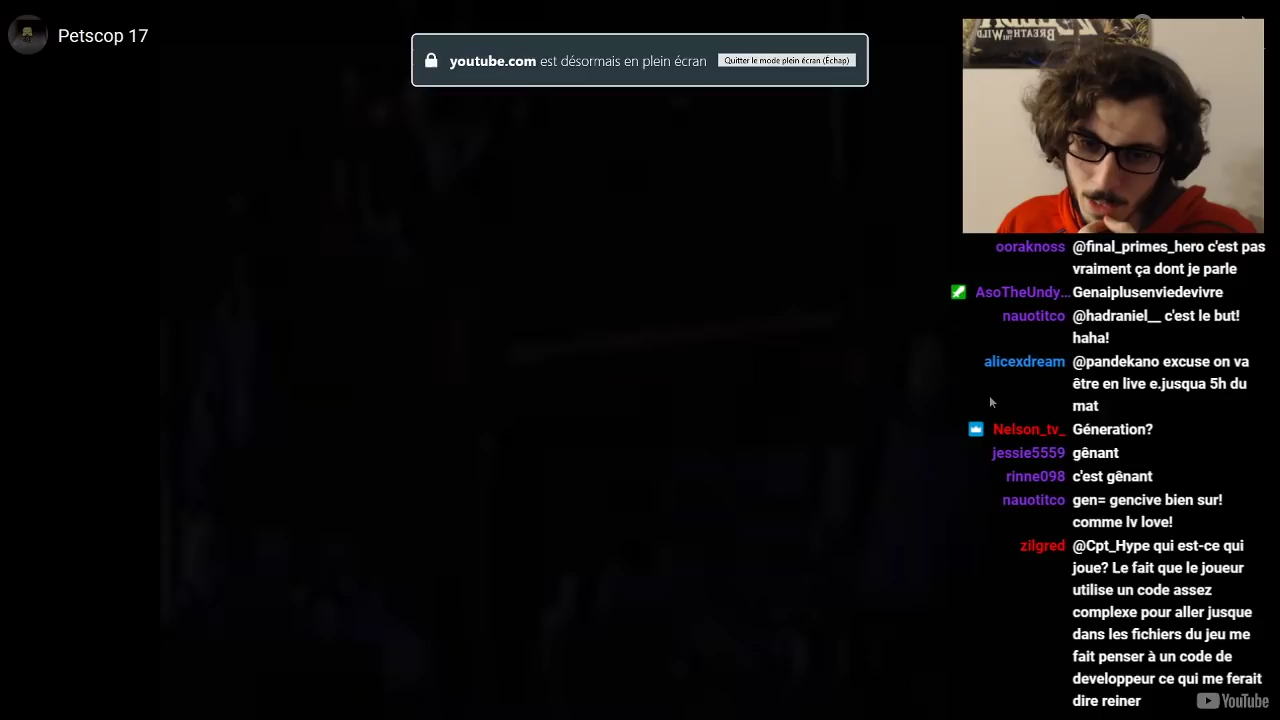 Petscop 17
youtube.com est désormais en plein écran
Quitter le mode plein écran (Échap)
BREATH OF THE WILD
ooraknoss @final_primes_hero c'est pas
vraiment ça dont je parle
AsoTheUndy... Genaiplusenviedevivre
nauotitco @hadraniel__ c'est le but!
haha!
alicexdream @pandekano excuse on va
être en live e.jusqua 5h du
mat
Nelson_tv_ Géneration?
jessie5559 gênant
rinne098 c'est gênant
nauotitco gen= gencive bien sur!
comme lv love!
zilgred @Cpt_Hype qui est-ce qui
joue? Le fait que le joueur
utilise un code assez
complexe pour aller jusque
dans les fichiers du jeu me
fait penser à un code de
developpeur ce qui me ferait
dire reiner
YouTube